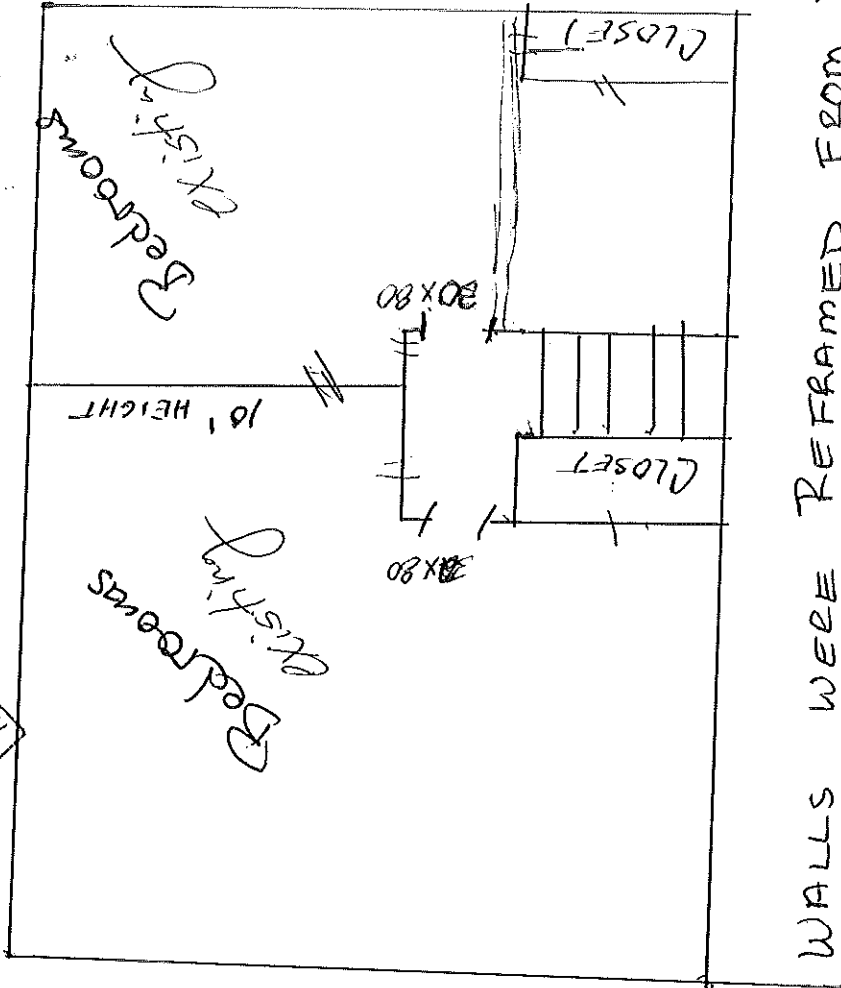 CLOSET
existing
Bedrooms
30x80
10' HEIGHT
CLOSET
30x80
existing
Bedrooms
WALLS WERE REFRAMED FROM